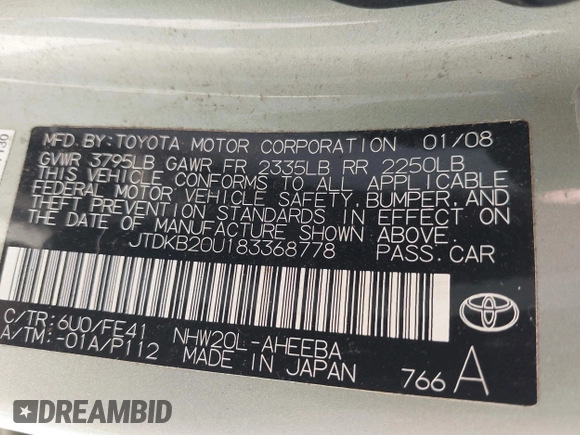 MFD.BY:TOYOTA MOTOR CORPORATION 01/08
GVWR 3795LB GAWR FR 2335LB RR 2250LB
THIS VEHICLE CONFORMS TO ALL APPLICABLE
FEDERAL MOTOR VEHICLE SAFETY, BUMPER, AND
THEFT PREVENTION STANDARDS IN EFFECT ON
THE DATE OF MANUFACTURE SHOWN ABOVE.
JTDKB20U183368778 PASS.CAR
C/TR:6U0/FE41
A/TM:-01A/P112
NHW20L-AHEEBA
MADE IN JAPAN
766 A
TOYOTA
DREAMBID